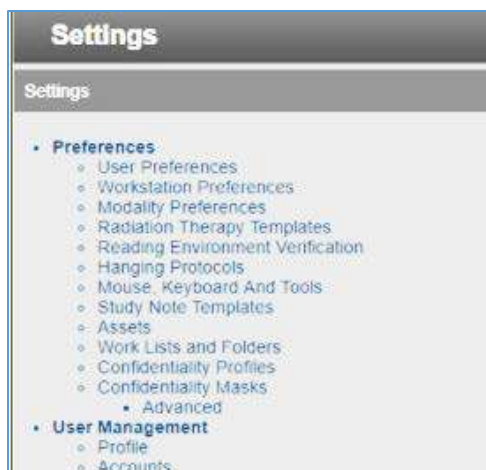 Settings
Settings
Preferences
User Preferences
Workstation Preferences
Modality Preferences
Radiation Therapy Templates
Reading Environment Verification
Hanging Protocols
Mouse, Keyboard And Tools
Study Note Templates
Assets
Work Lists and Folders
Confidentiality Profiles
Confidentiality Masks
Advanced
User Management
Profile
Accounts